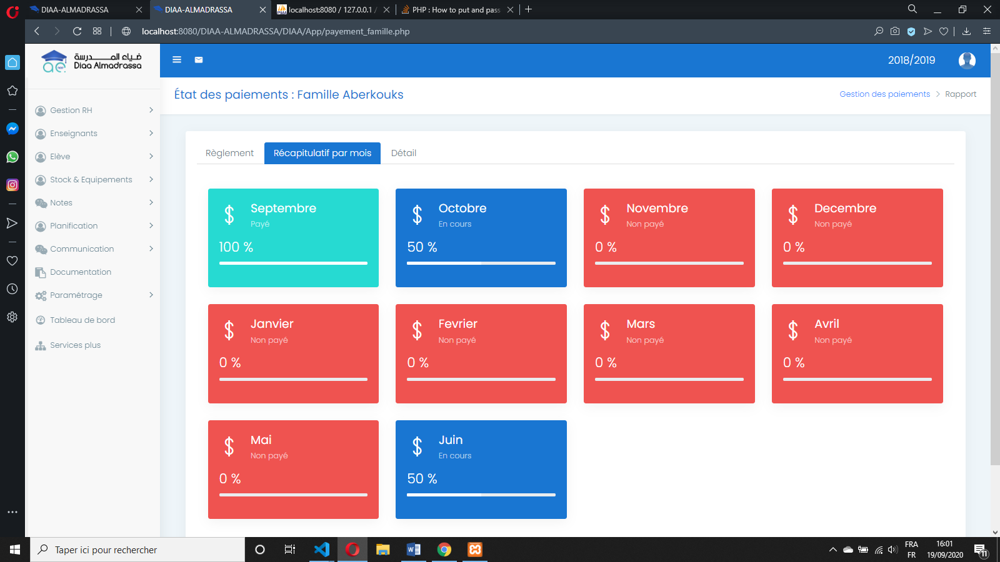 DIAA-ALMADRASSA
DIAA-ALMADRASSA
localhost:8080 / 127.0.0.1 /
PHP : How to put and pass
localhost:8080/DIAA-ALMADRASSA/DIAA/App/payement_famille.php
ضياء المدرسة
Diaa Almadrassa
2018/2019
État des paiements : Famille Aberkouks
Gestion des paiements > Rapport
Gestion RH
Enseignants
Elève
Stock & Equipements
Notes
Planification
Communication
Documentation
Paramétrage
Tableau de bord
Services plus
Règlement
Récapitulatif par mois
Détail
Septembre
Payé
100 %
Octobre
En cours
50 %
Novembre
Non payé
0 %
Decembre
Non payé
0 %
Janvier
Non payé
0 %
Fevrier
Non payé
0 %
Mars
Non payé
0 %
Avril
Non payé
0 %
Mai
Non payé
0 %
Juin
En cours
50 %
Taper ici pour rechercher
FRA
FR
16:01
19/09/2020
11